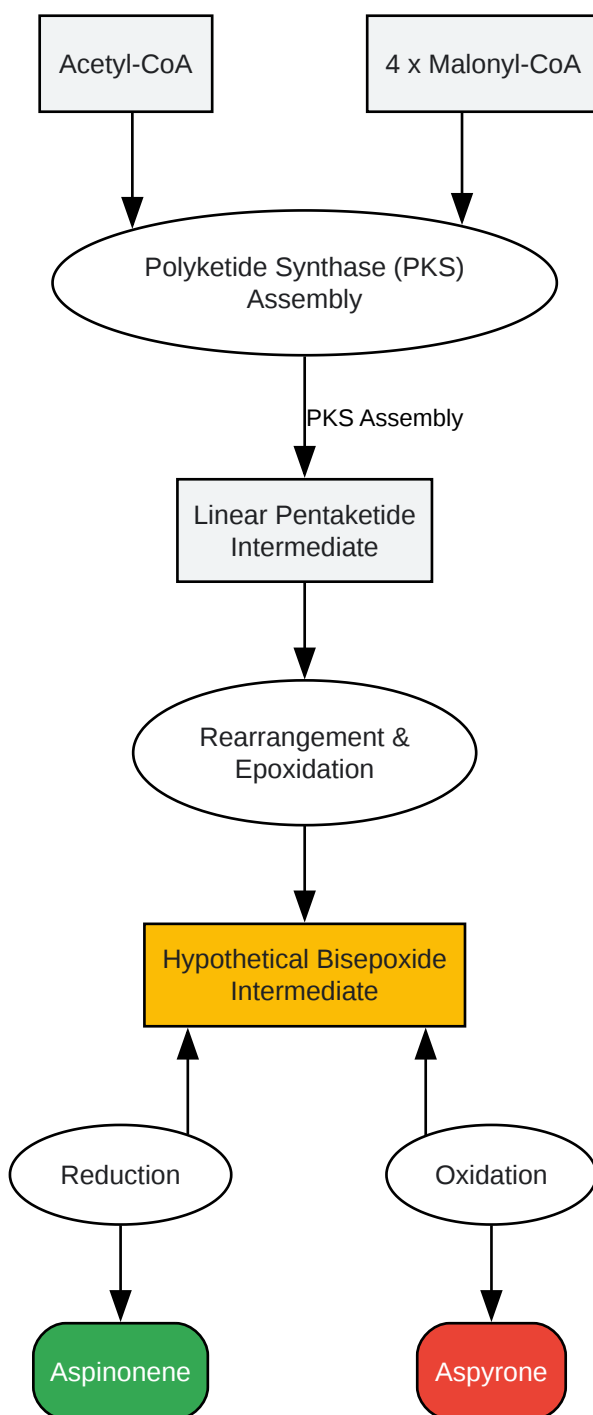 Acetyl-CoA
4 x Malonyl-CoA
Polyketide Synthase (PKS)
Assembly
PKS Assembly
Linear Pentaketide
Intermediate
Rearrangement &
Epoxidation
Hypothetical Bisepoxide
Intermediate
Reduction
Oxidation
Aspinonene
Aspyrone